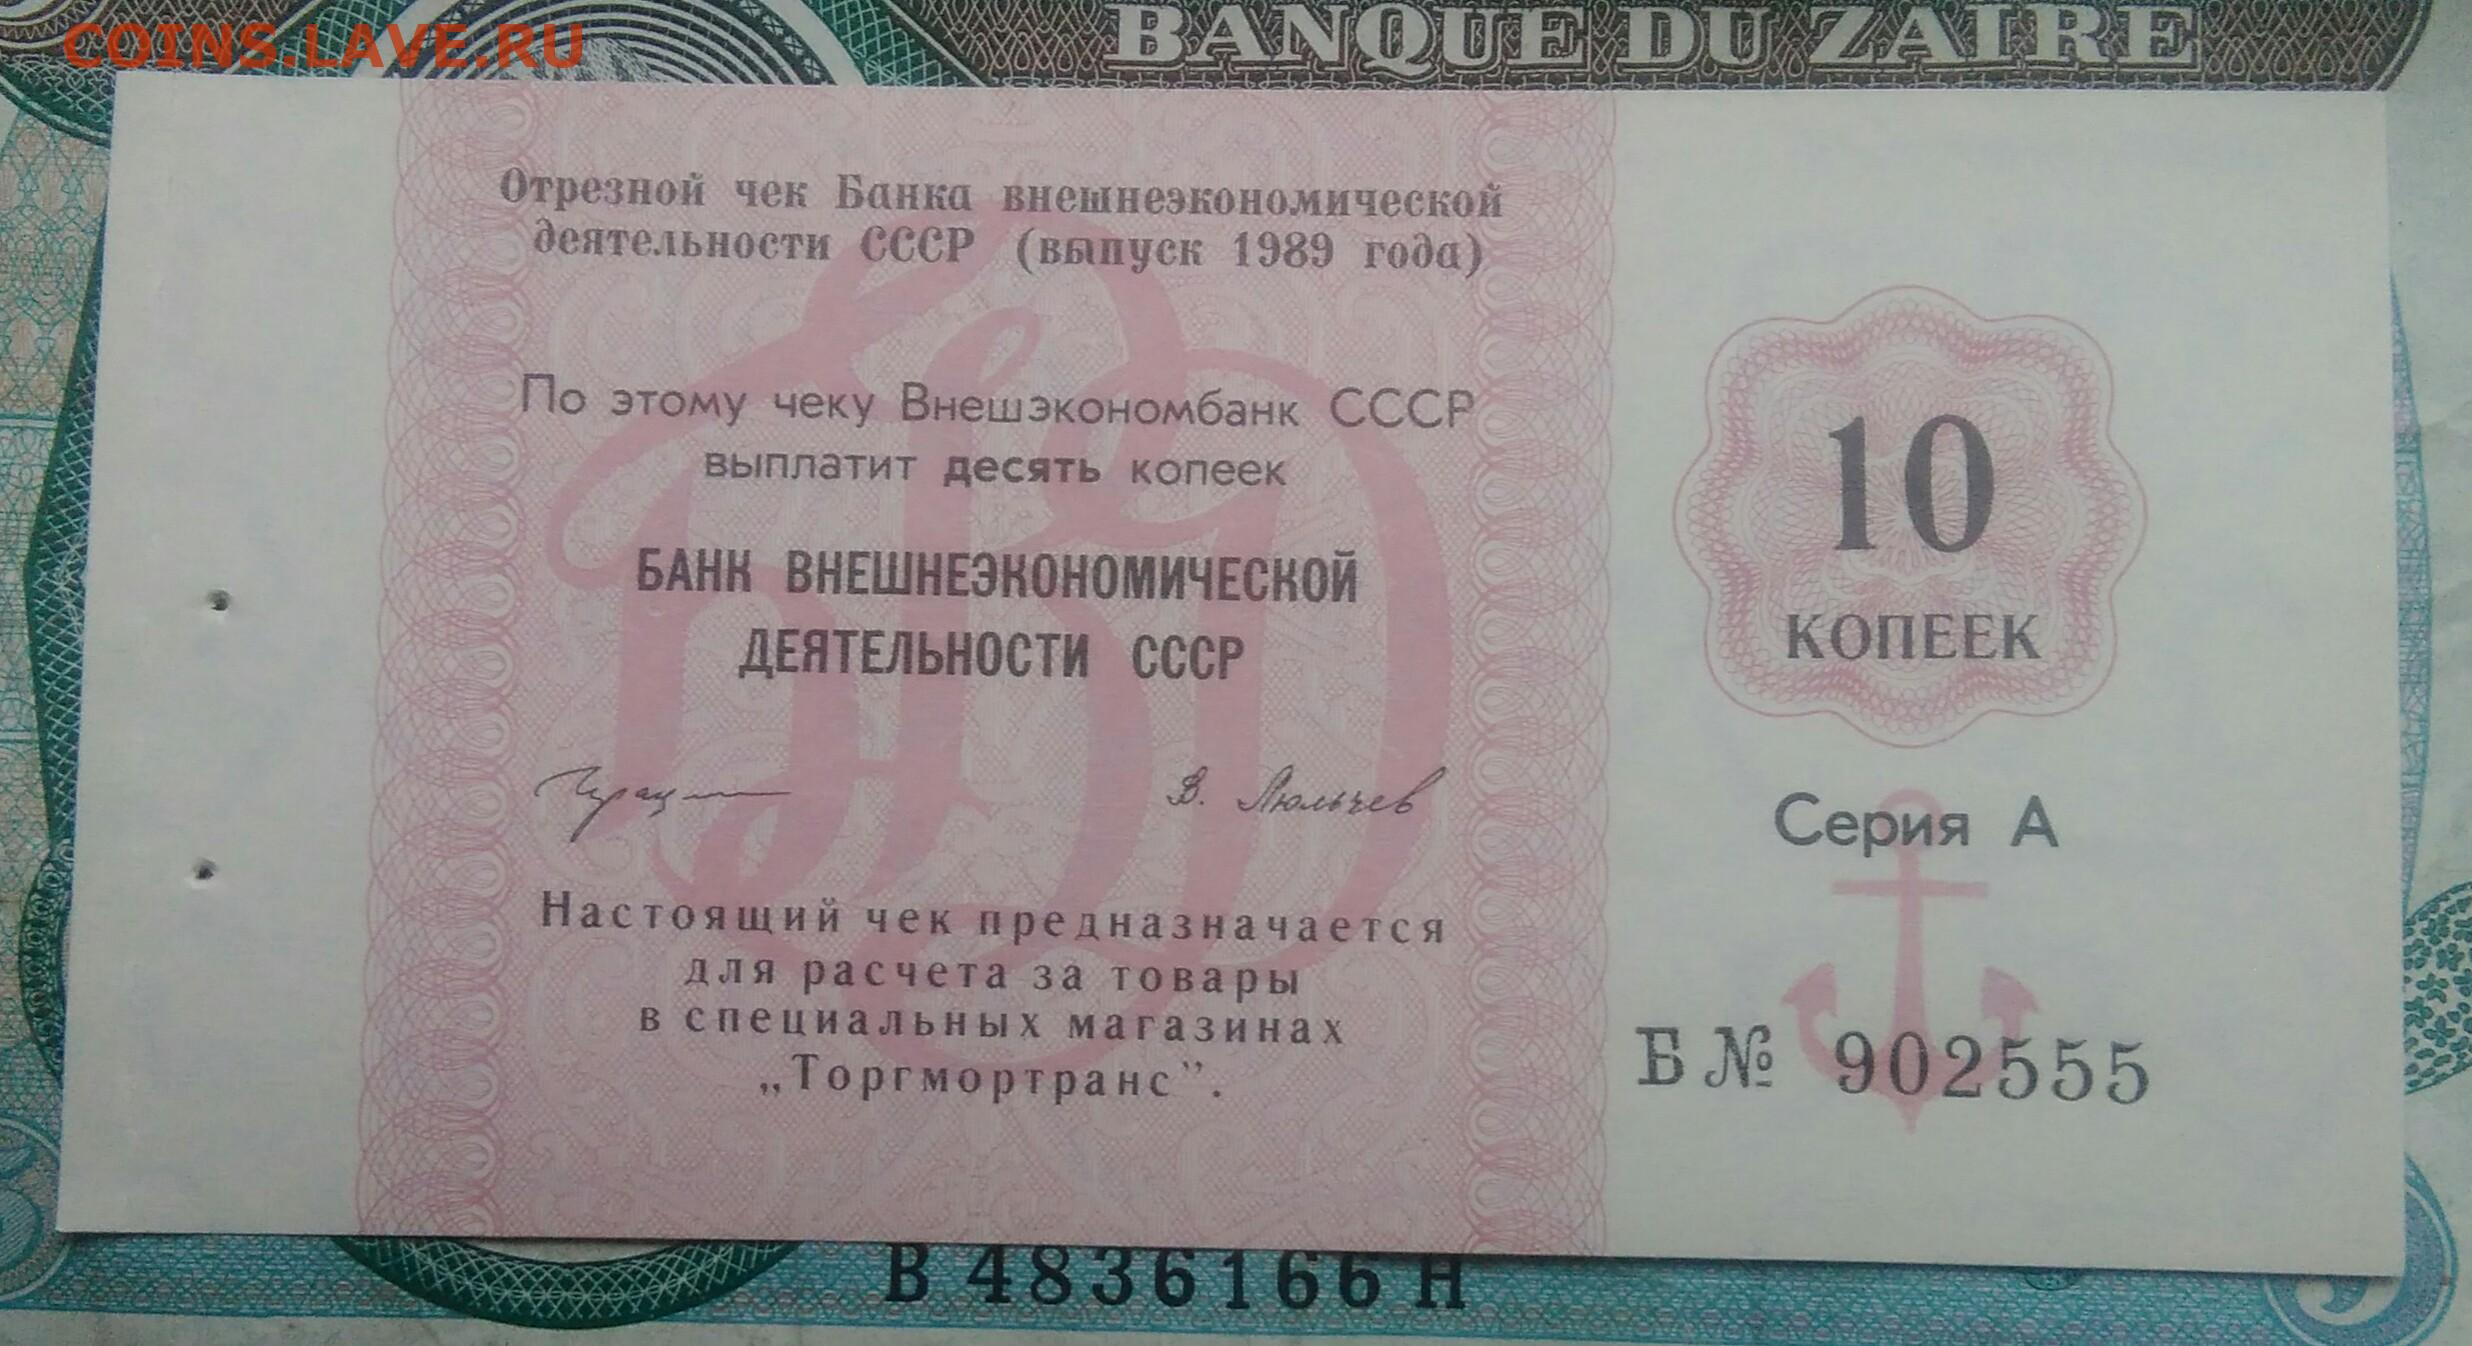 BANQUE DU ZAIRE
COINS.LAVE.RU
Отрезной чек Банка внешнеэкономической
деятельности СССР (выпуск 1989 года)
По этому чеку Внешэкономбанк СССР
выплатит десять копеек
БАНК ВНЕШНЕЭКОНОМИЧЕСКОЙ
ДЕЯТЕЛЬНОСТИ СССР
В. Люльчев
Настоящий чек предназначается
для расчета за товары
в специальных магазинах
„Торгмортранс”.
10
КОПЕЕК
Серия А
Б № 902555
B 4836166 H